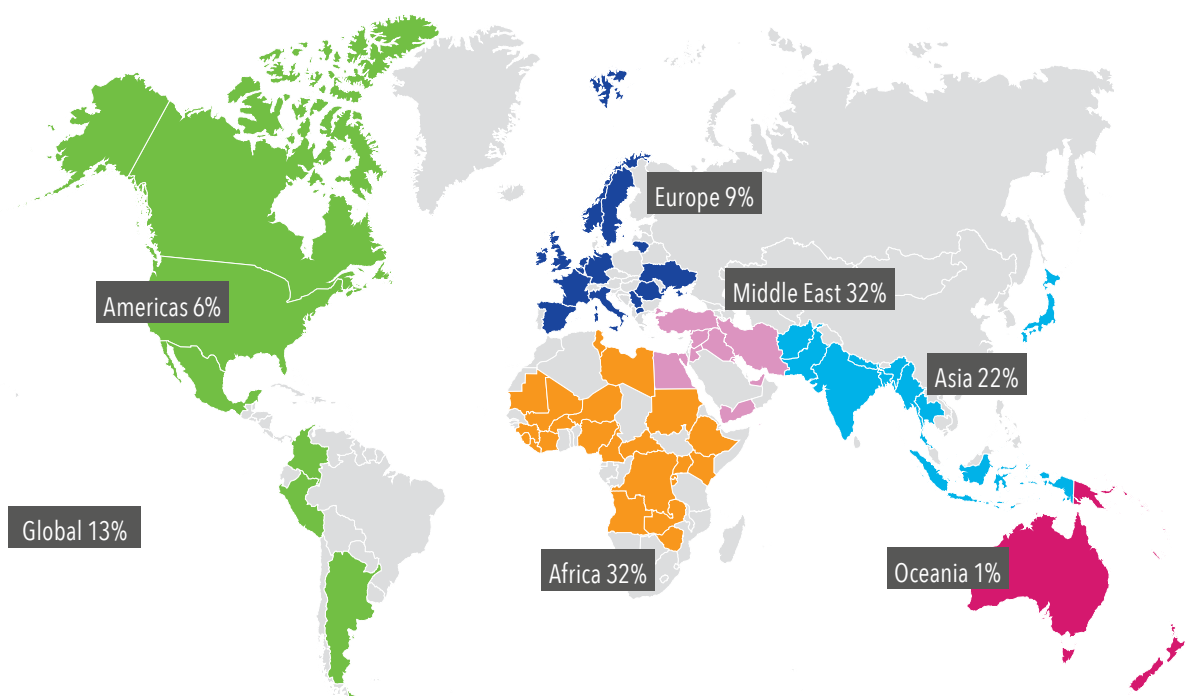 Europe 9%
Middle East 32%
Americas 6%
Asia 22%
Global 13%
Africa 32%
Oceania 1%